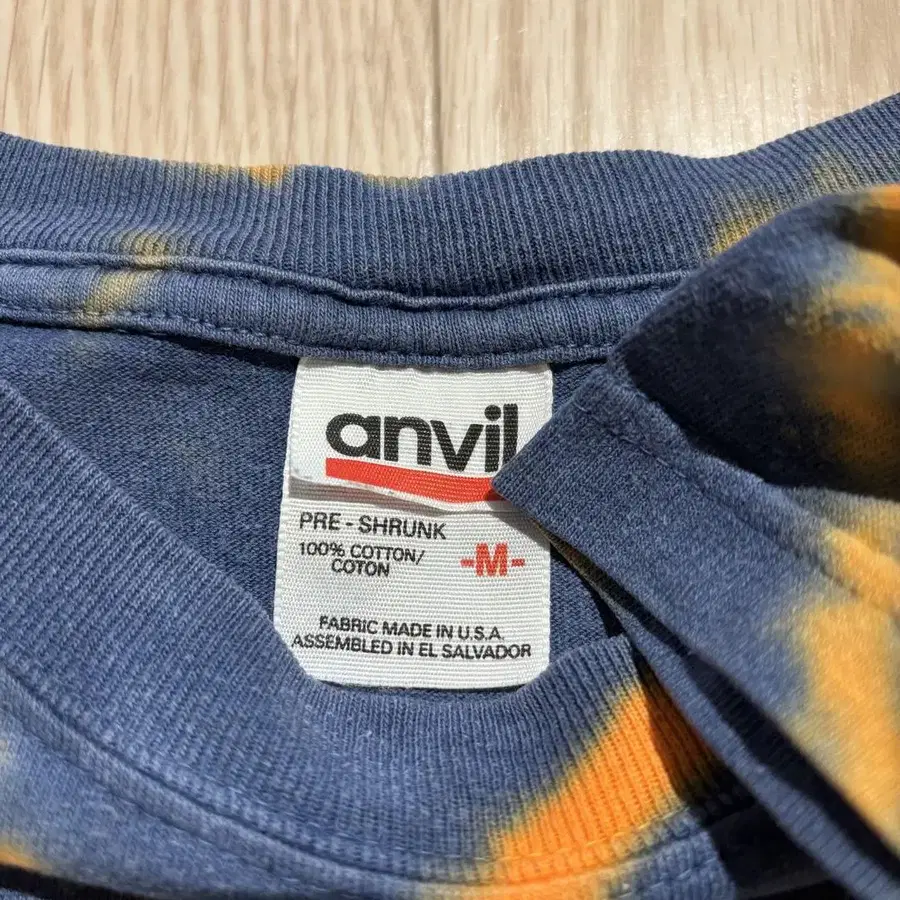 anvil
PRE - SHRUNK
100% COTTON/
COTON
-M-
FABRIC MADE IN U.S.A.
ASSEMBLED IN EL SALVADOR